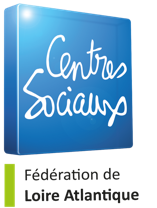 Centres
Sociaux
Fédération de
Loire Atlantique